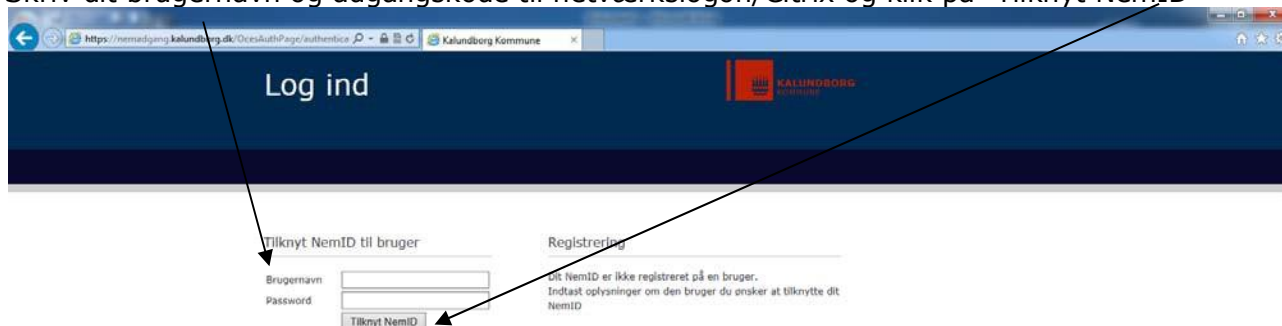 Skriv dit brugernavn og adgangskode til netværkslogon/Citrix og klik på "Tilknyt NemID"
https://nemadgang.kalundborg.dk/OcesAuthPage/authentica
Kalundborg Kommune
Log ind
KALUNDBORG
KOMMUNE
Tilknyt NemID til bruger
Brugernavn
Password
Tilknyt NemID
Registrering
Dit NemID er ikke registreret på en bruger.
Indtast oplysninger om den bruger du ønsker at tilknytte dit
NemID